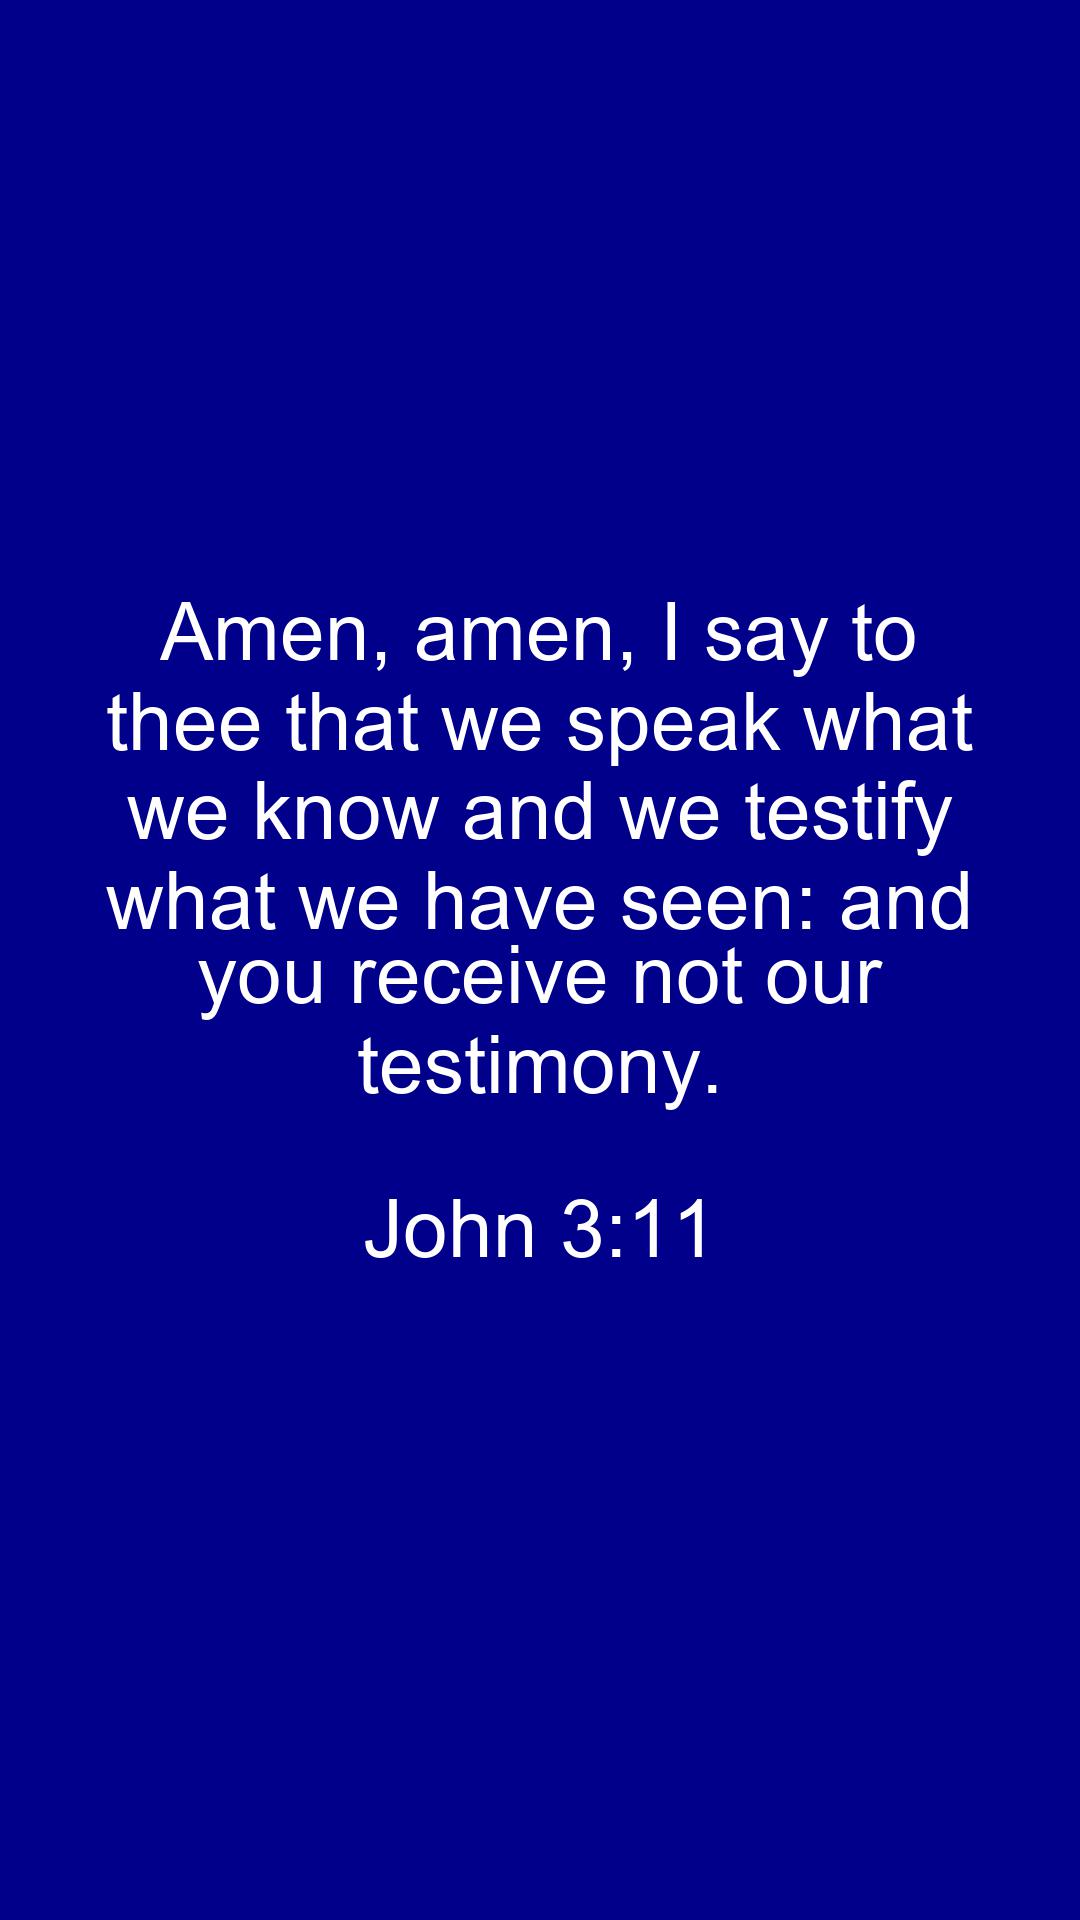 Amen, amen, I say to
thee that we speak what
we know and we testify
what we have seen: and
you receive not our
testimony.
John 3:11